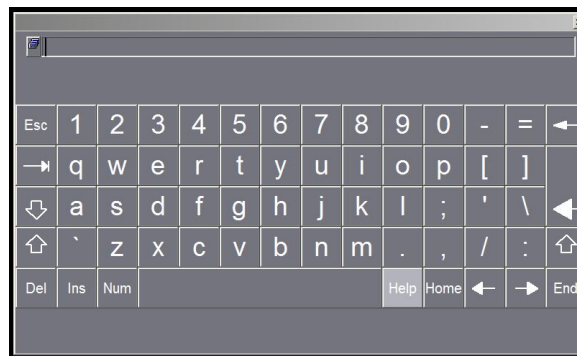 Esc 1 2 3 4 5 6 7 8 9 0 - =
q w e r t y u i o p [ ]
a s d f g h j k l ; ' \
` z x c v b n m . , / :
Del Ins Num Help Home End